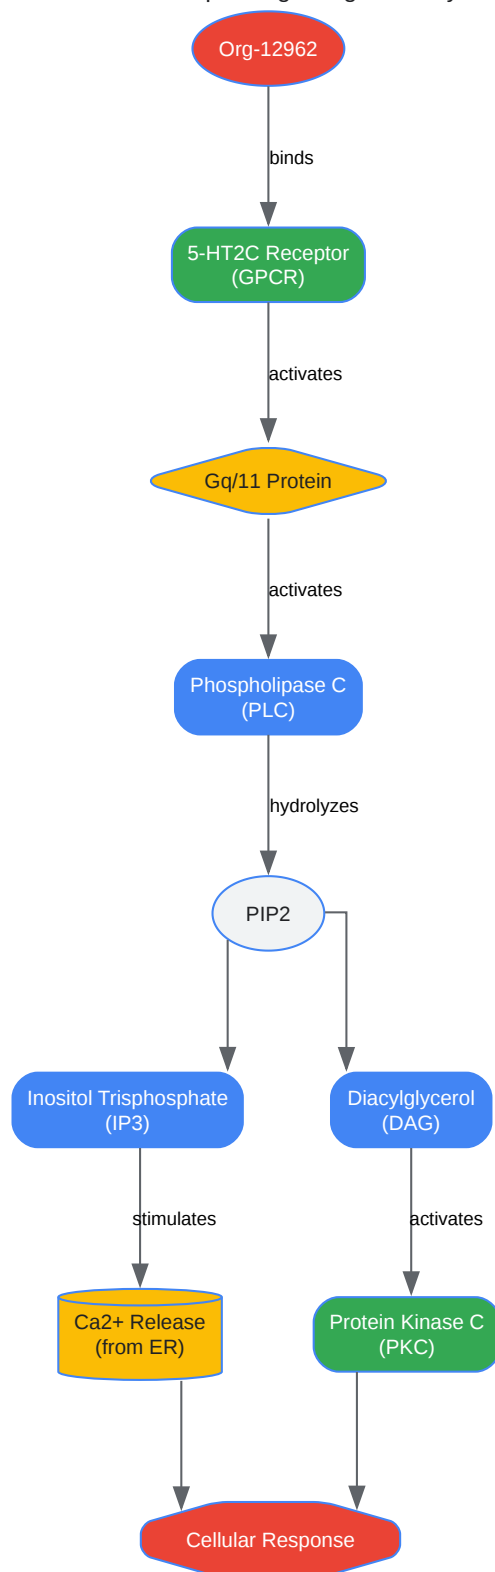 Org-12962
binds
5-HT2C Receptor
(GPCR)
activates
Gq/11 Protein
activates
Phospholipase C
(PLC)
hydrolyzes
PIP2
Inositol Trisphosphate
(IP3)
Diacylglycerol
(DAG)
stimulates
activates
Ca2+ Release
(from ER)
Protein Kinase C
(PKC)
Cellular Response